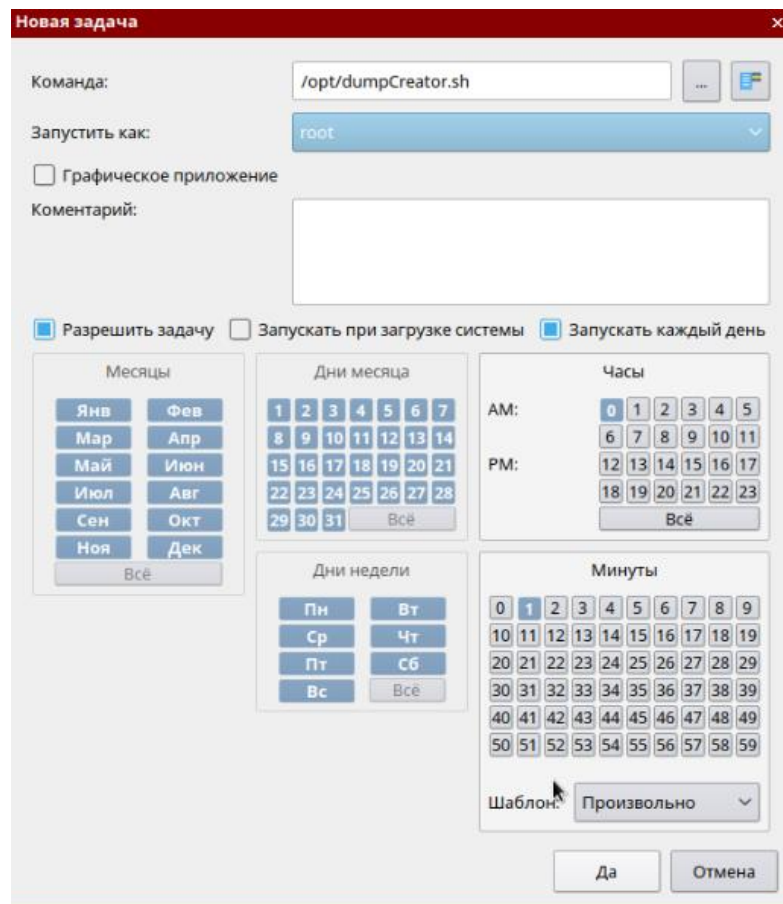 Новая задача
Команда: /opt/dumpCreator.sh ...
Запустить как: root
Графическое приложение
Коментарий:
Разрешить задачу Запускать при загрузке системы Запускать каждый день
Месяцы
Янв Фев
Мар Апр
Май Июн
Июл Авг
Сен Окт
Ноя Дек
Всё
Дни месяца
1 2 3 4 5 6 7
8 9 10 11 12 13 14
15 16 17 18 19 20 21
22 23 24 25 26 27 28
29 30 31 Всё
Часы
AM: 0 1 2 3 4 5
6 7 8 9 10 11
PM: 12 13 14 15 16 17
18 19 20 21 22 23
Всё
Дни недели
Пн Вт
Ср Чт
Пт Сб
Вс Всё
Минуты
0 1 2 3 4 5 6 7 8 9
10 11 12 13 14 15 16 17 18 19
20 21 22 23 24 25 26 27 28 29
30 31 32 33 34 35 36 37 38 39
40 41 42 43 44 45 46 47 48 49
50 51 52 53 54 55 56 57 58 59
Шаблон: Произвольно
Да Отмена